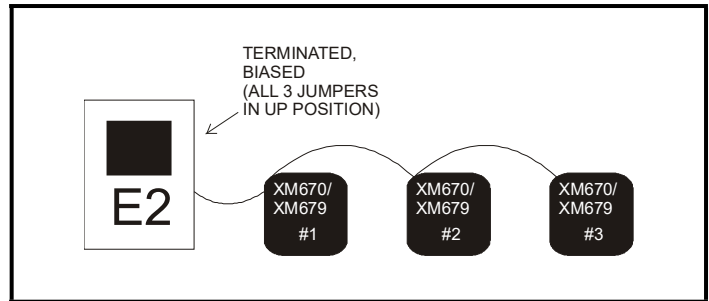 TERMINATED,
BIASED
(ALL 3 JUMPERS
IN UP POSITION)
E2
XM670/
XM679
#1
XM670/
XM679
#2
XM670/
XM679
#3